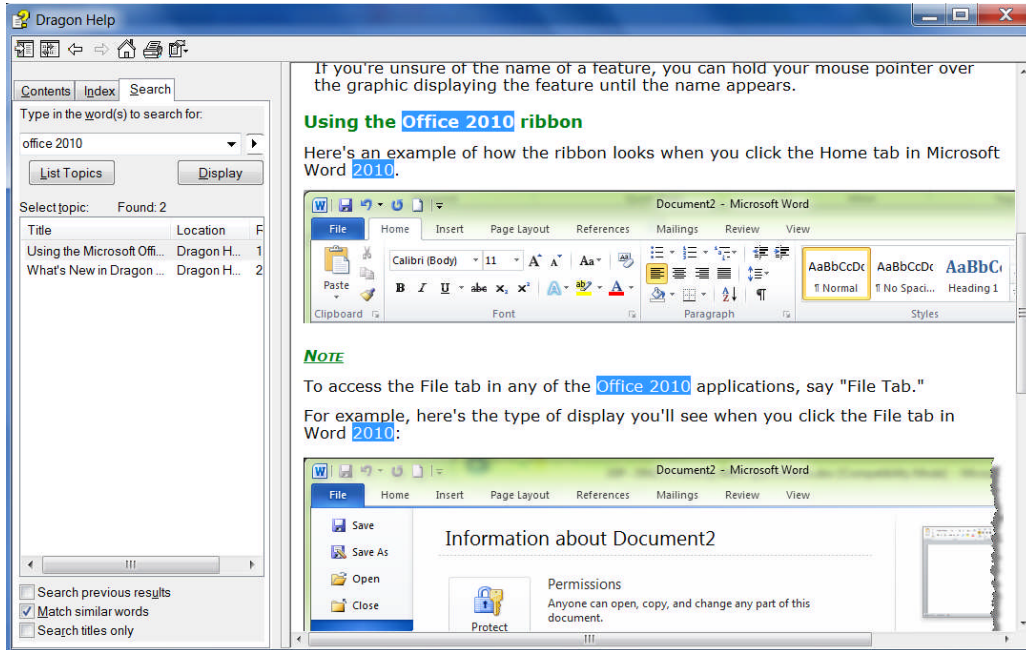 Dragon Help
Contents Index Search
Type in the word(s) to search for:
office 2010
List Topics Display
Select topic: Found: 2
Title Location F
Using the Microsoft Offi... Dragon H... 1
What's New in Dragon ... Dragon H... 2
Search previous results
Match similar words
Search titles only
If you're unsure of the name of a feature, you can hold your mouse pointer over
the graphic displaying the feature until the name appears.
Using the Office 2010 ribbon
Here's an example of how the ribbon looks when you click the Home tab in Microsoft
Word 2010.
Document2 - Microsoft Word
File Home Insert Page Layout References Mailings Review View
Calibri (Body) 11 A A Aa
Paste
B I U abc x₂ x² A ab A
AaBbCcDc AaBbCcDc AaBbC
¶ Normal ¶ No Spaci... Heading 1
Clipboard Font Paragraph Styles
NOTE
To access the File tab in any of the Office 2010 applications, say "File Tab."
For example, here's the type of display you'll see when you click the File tab in
Word 2010:
Document2 - Microsoft Word
File Home Insert Page Layout References Mailings Review View
Save
Save As
Open
Close
Information about Document2
Permissions
Anyone can open, copy, and change any part of this
document.
Protect